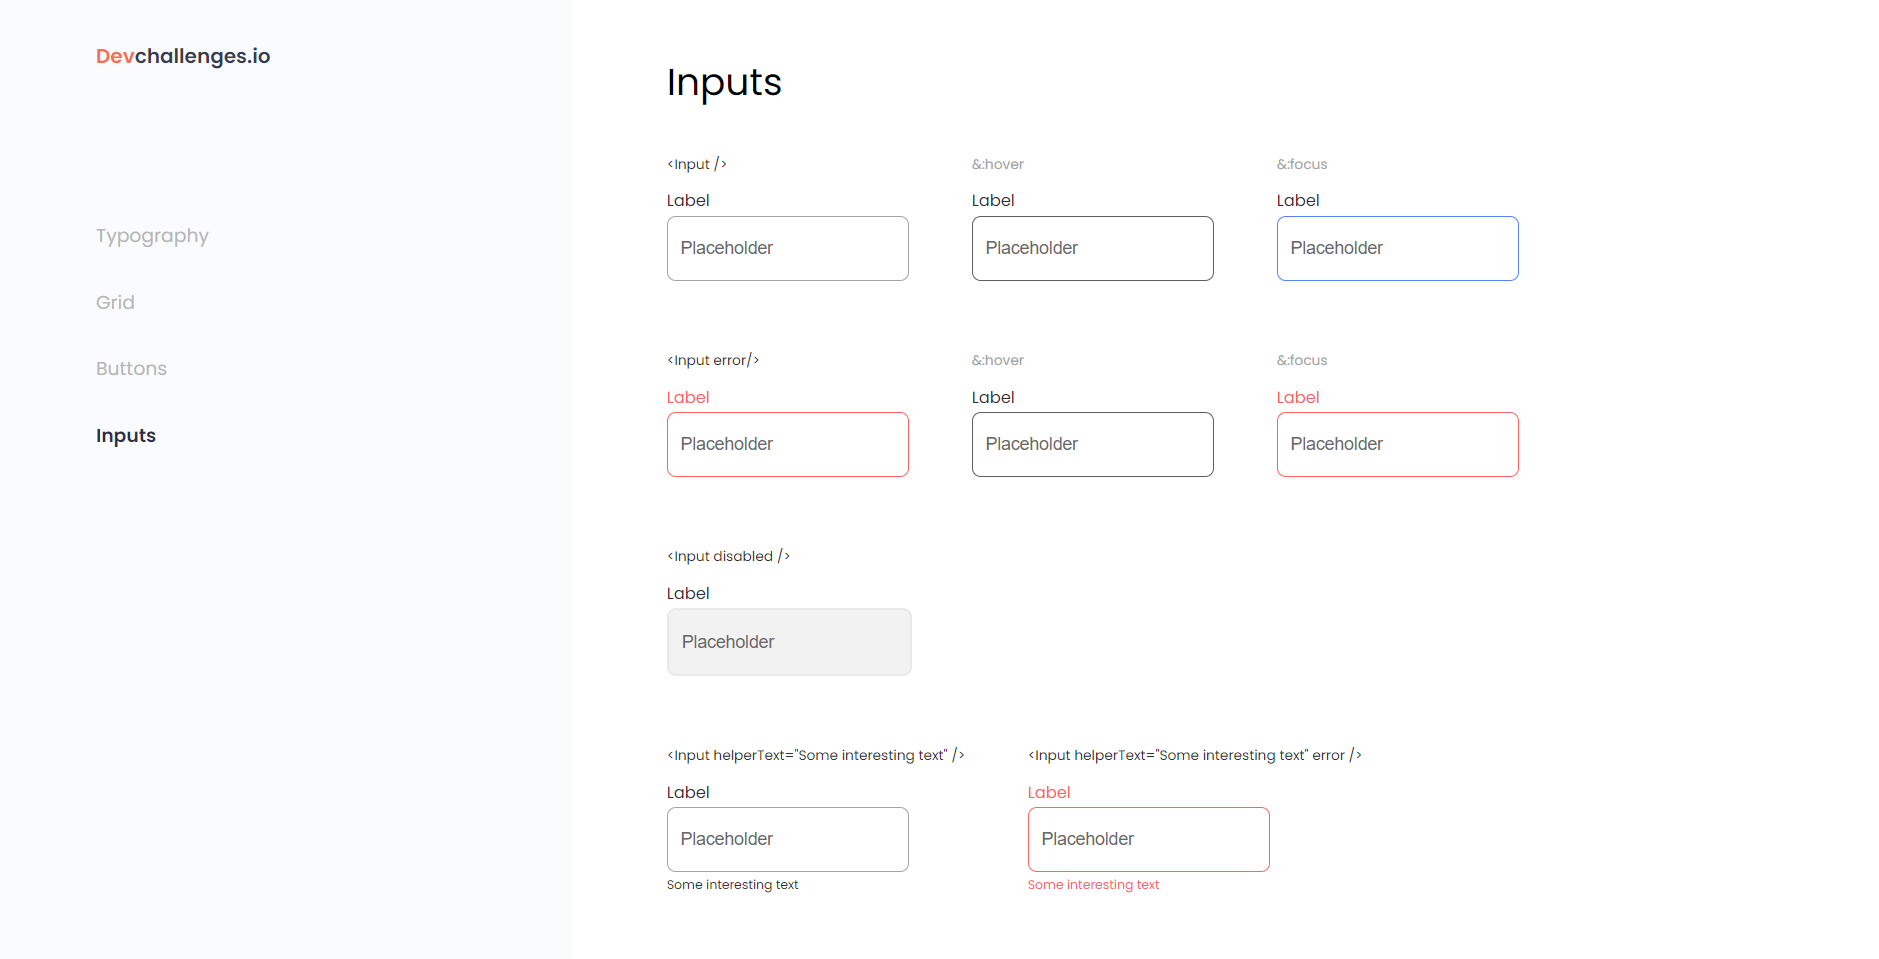 Devchallenges.io
Typography
Grid
Buttons
Inputs
Inputs
<Input />
&:hover
&:focus
Label
Label
Label
Placeholder
Placeholder
Placeholder
<Input error/>
&:hover
&:focus
Label
Label
Label
Placeholder
Placeholder
Placeholder
<Input disabled />
Label
Placeholder
<Input helperText="Some interesting text" />
<Input helperText="Some interesting text" error />
Label
Label
Placeholder
Placeholder
Some interesting text
Some interesting text